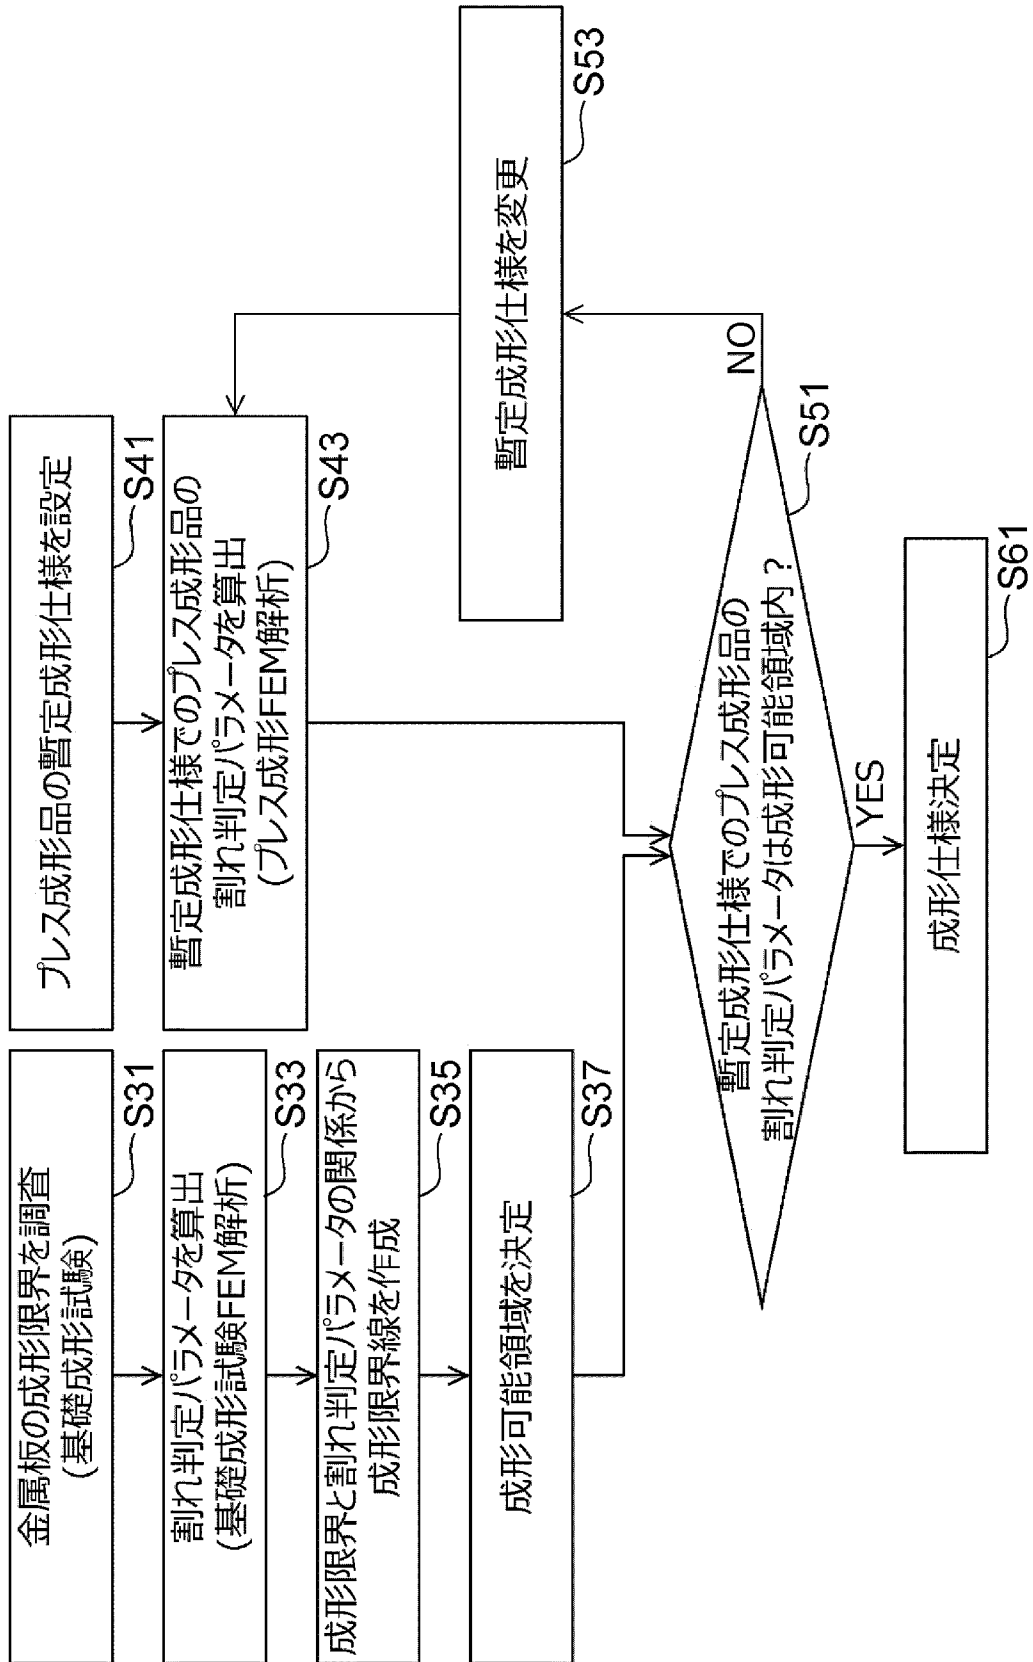 金属板の成形限界を調査
(基礎成形試験)
S31
割れ判定パラメータを算出
(基礎成形試験FEM解析)
S33
成形限界と割れ判定パラメータの関係から
成形限界線を作成
S35
成形可能領域を決定
S37
プレス成形品の暫定成形仕様を設定
S41
暫定成形仕様でのプレス成形品の
割れ判定パラメータを算出
(プレス成形FEM解析)
S43
暫定成形仕様でのプレス成形品の
割れ判定パラメータは成形可能領域内？
S51
NO
暫定成形仕様を変更
S53
YES
成形仕様決定
S61